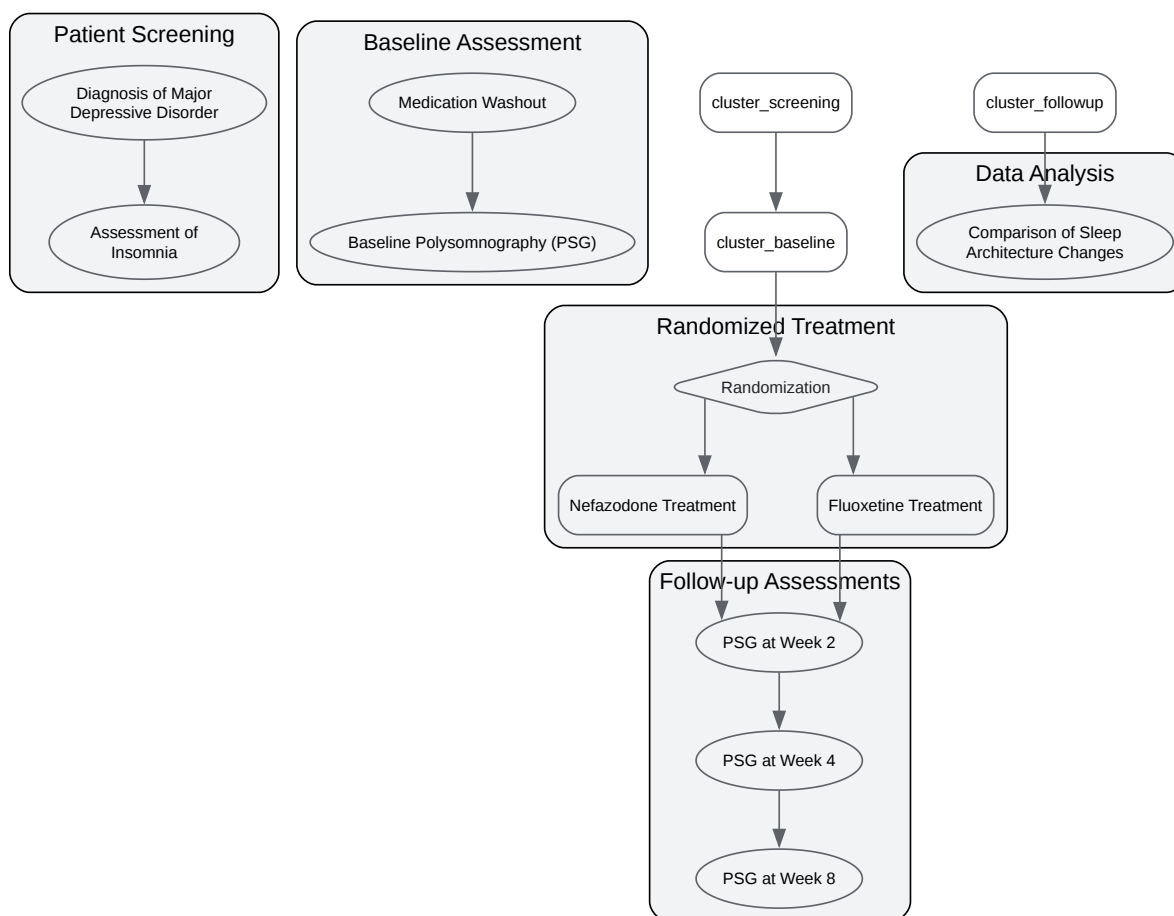 Patient Screening
Diagnosis of Major
Depressive Disorder
Assessment of
Insomnia
Baseline Assessment
Medication Washout
Baseline Polysomnography (PSG)
cluster_screening
cluster_baseline
cluster_followup
Data Analysis
Comparison of Sleep
Architecture Changes
Randomized Treatment
Randomization
Nefazodone Treatment
Fluoxetine Treatment
Follow-up Assessments
PSG at Week 2
PSG at Week 4
PSG at Week 8